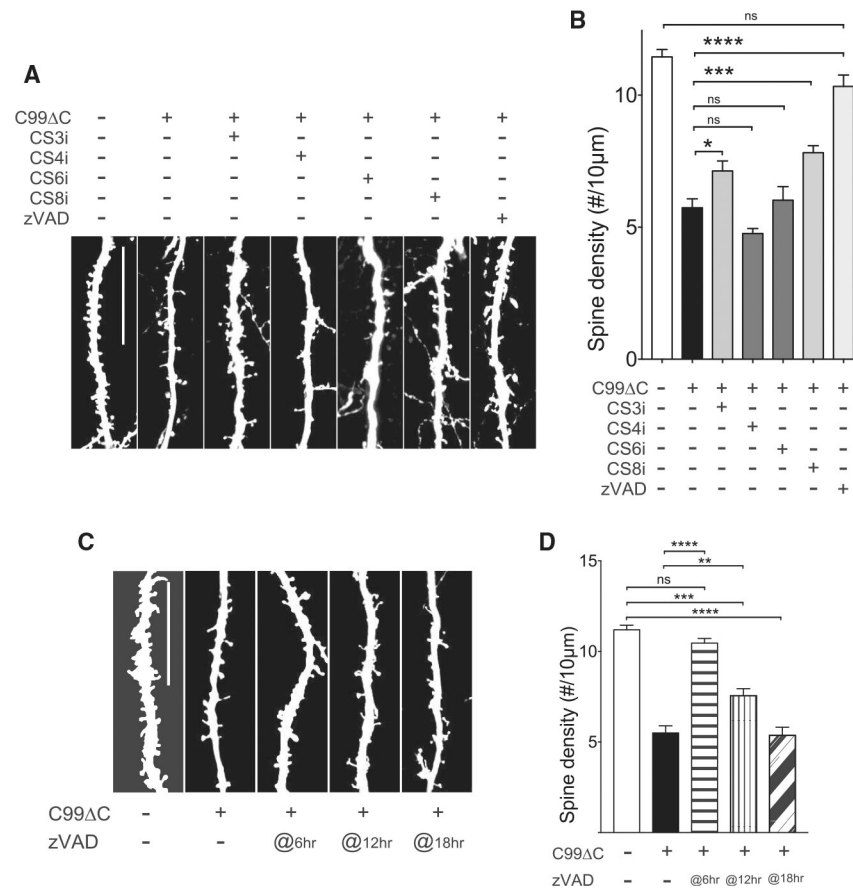 A
C99ΔC - + + + + + +
CS3i - - + - - - -
CS4i - - - + - - -
CS6i - - - - + - -
CS8i - - - - - + -
zVAD - - - - - - +
B
ns
****
***
ns
ns
*
10
5
0
Spine density (#/10µm)
C99ΔC - + + + + + +
CS3i - - + - - - -
CS4i - - - + - - -
CS6i - - - - + - -
CS8i - - - - - + -
zVAD - - - - - - +
C
C99ΔC - + + + +
zVAD - - @6hr @12hr @18hr
D
****
**
ns
***
****
15
10
5
Spine density (#/10µm)
C99ΔC - + + + +
zVAD - - @6hr @12hr @18hr